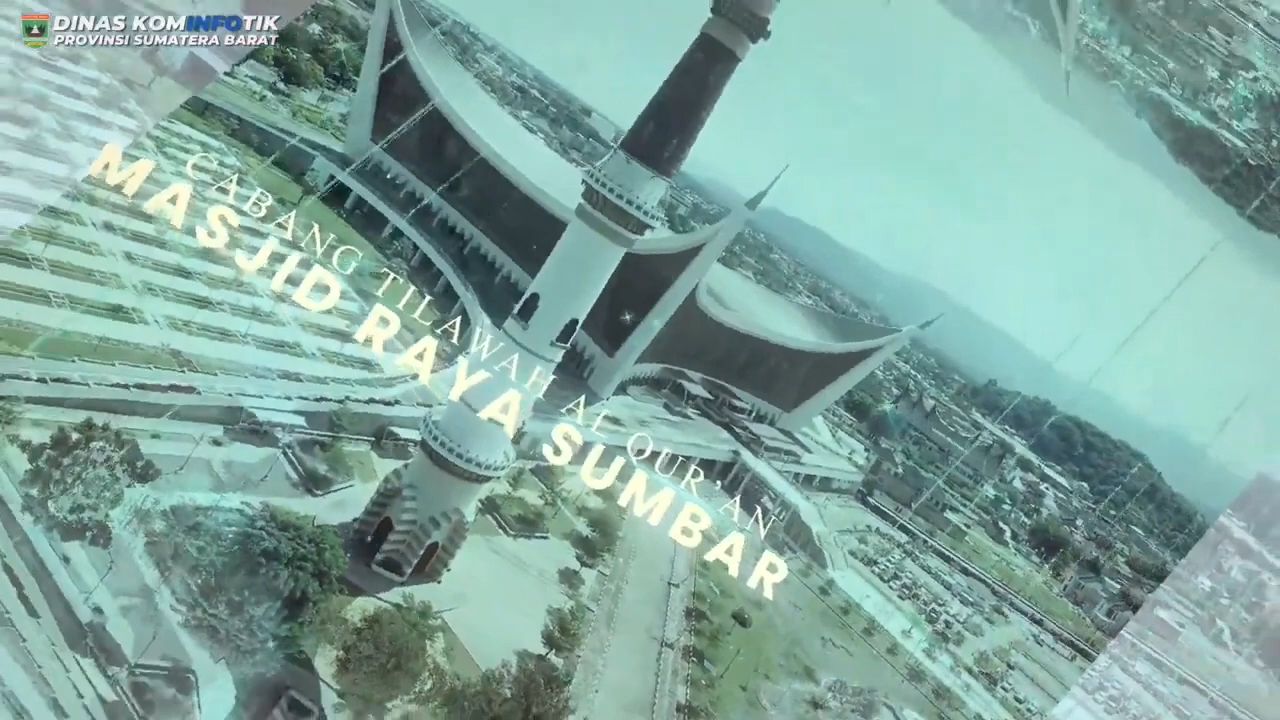 DINAS KOMINFOTIK
PROVINSI SUMATERA BARAT
CABANG TILAWAH AL QUR'AN
MASJID RAYA SUMBAR